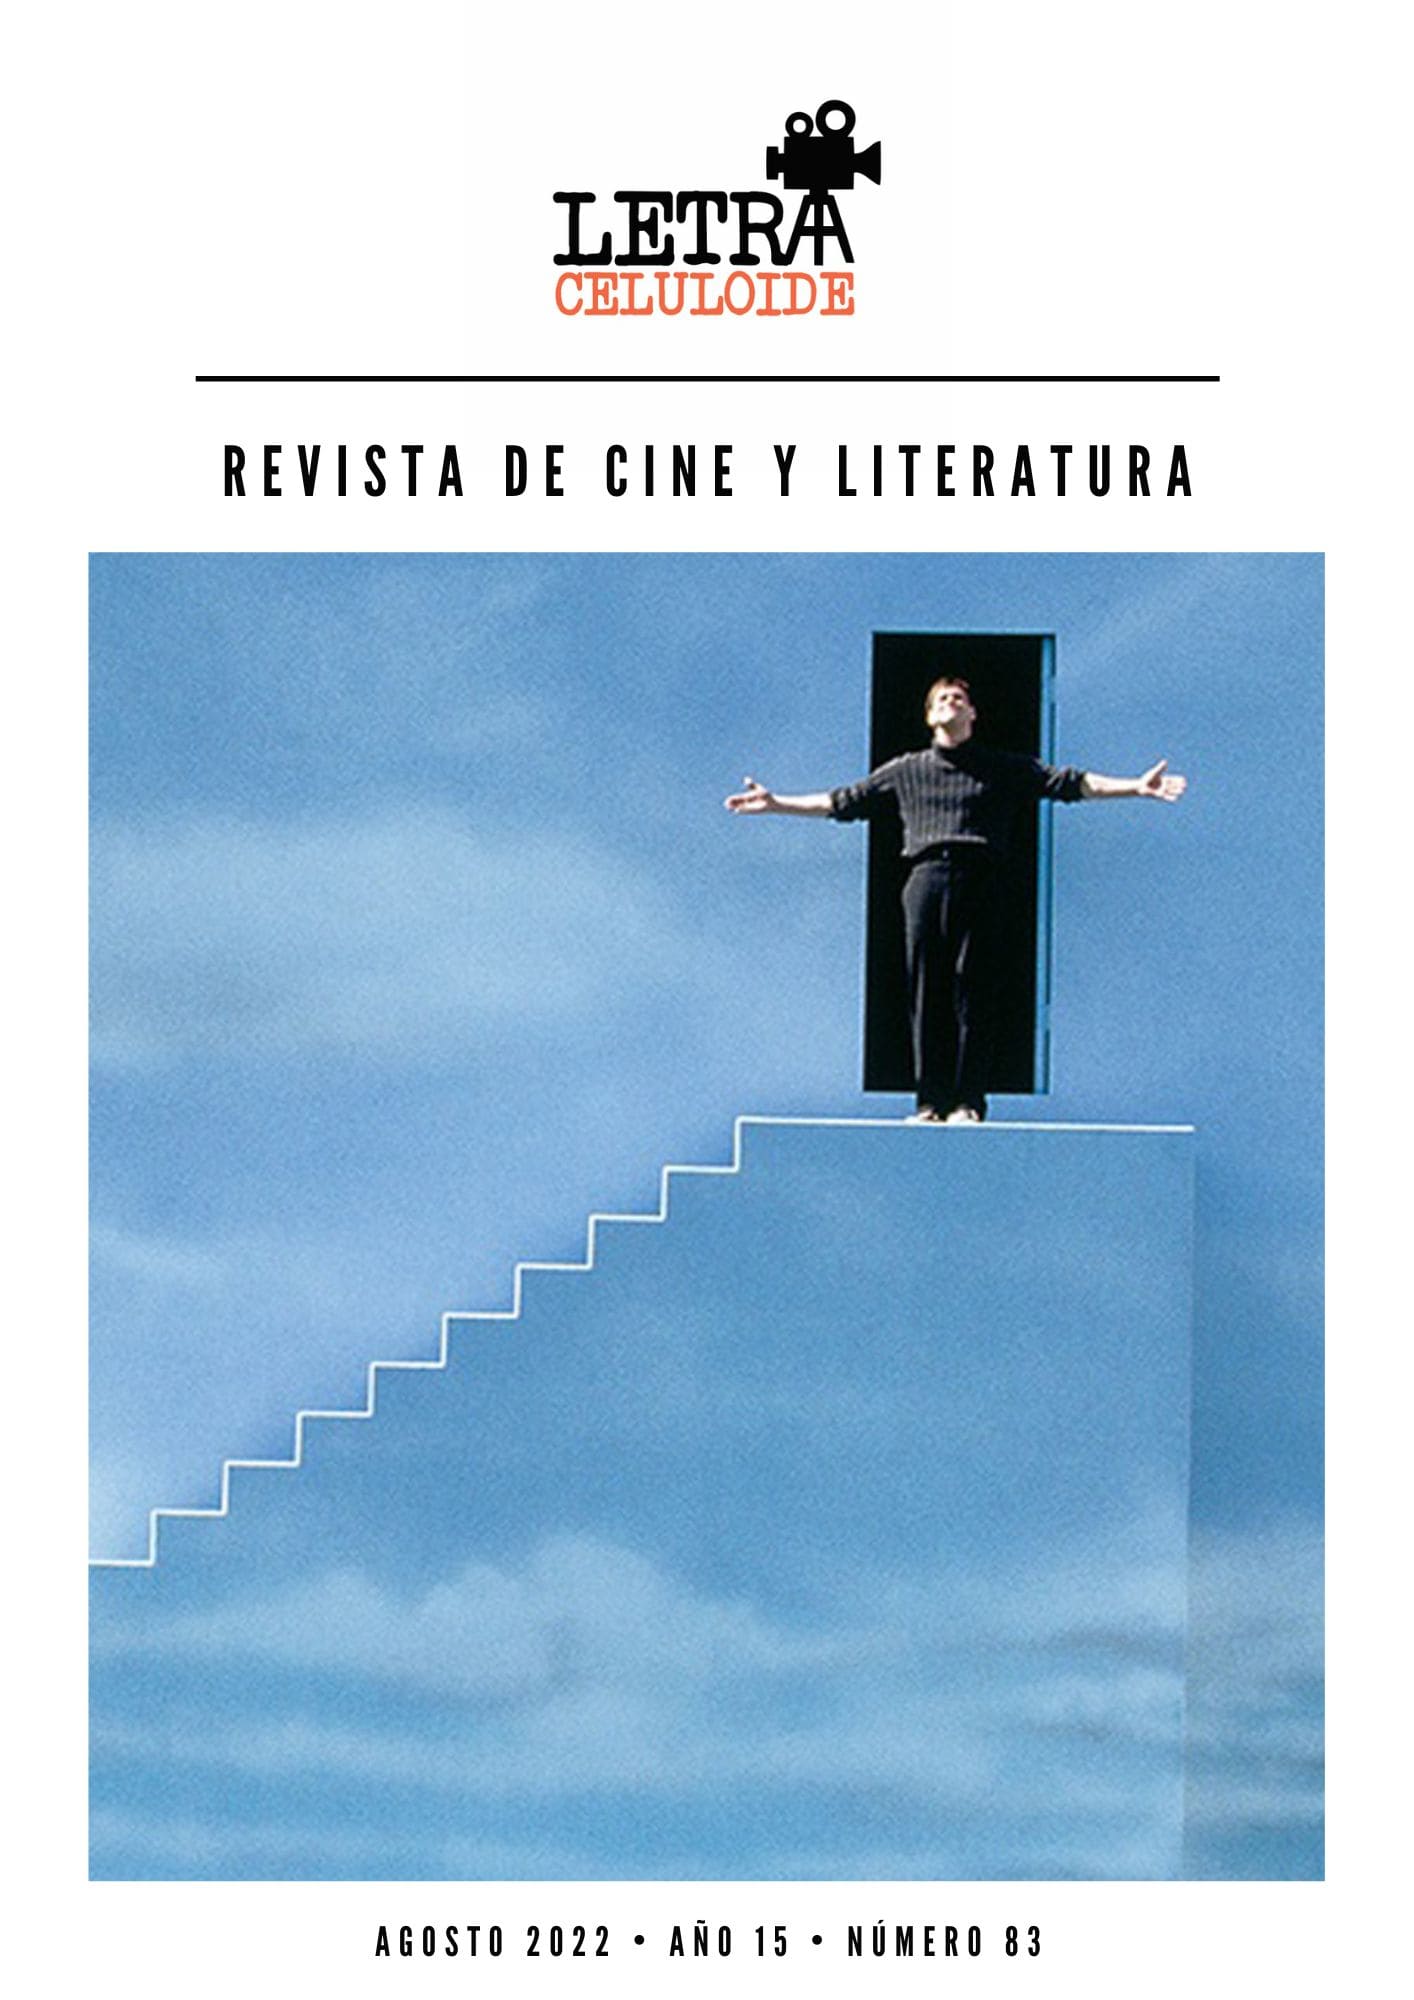 LETRA
CELULOIDE
REVISTA DE CINE Y LITERATURA
AGOSTO 2022 • AÑO 15 • NÚMERO 83